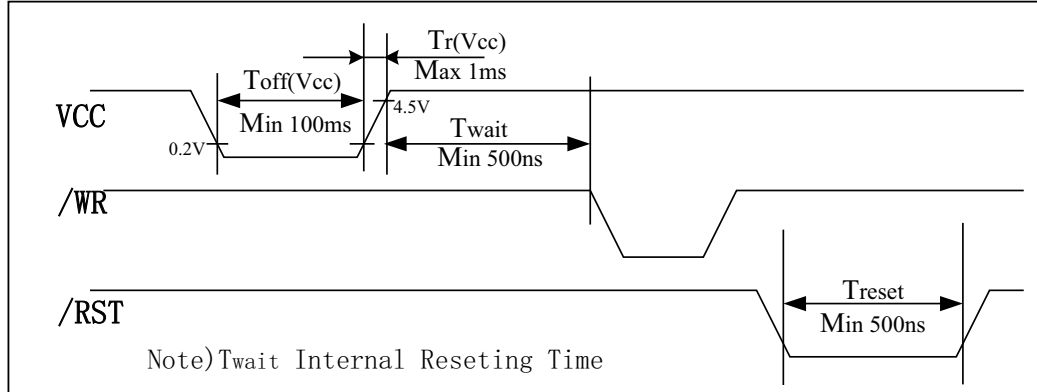 Tr(Vcc)
Max 1ms
Toff(Vcc)
Min 100ms
VCC
4.5V
0.2V
Twait
Min 500ns
/WR
Treset
Min 500ns
/RST
Note)Twait Internal Reseting Time